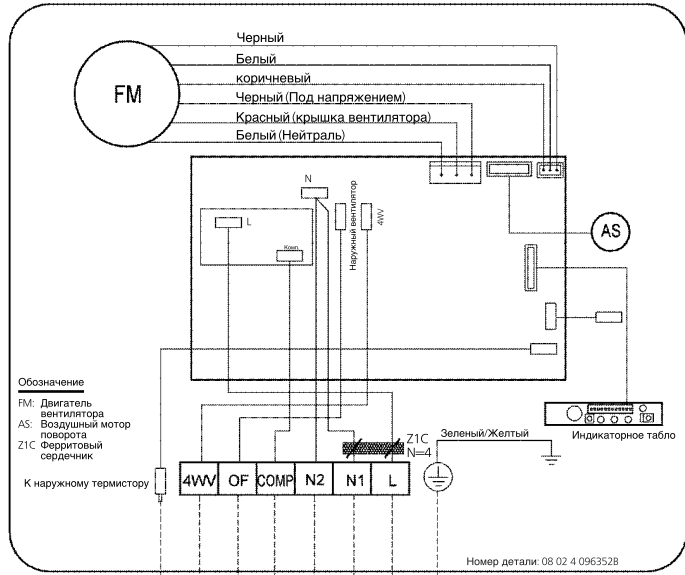 Черный
Белый
коричневый
Черный (Под напряжением)
Красный (крышка вентилятора)
Белый (Нейтраль)
FM
N
L
Комп.
Наружный вентилятор
4WV
AS
Обозначение
FM: Двигатель
вентилятора
AS: Воздушный мотор
поворота
Z1C Ферритовый
сердечник
Z1C
N=4
Зеленый/Желтый
Индикаторное табло
К наружному термистору
4WV OF COMP N2 N1 L
Номер детали: 08 02 4 096352B